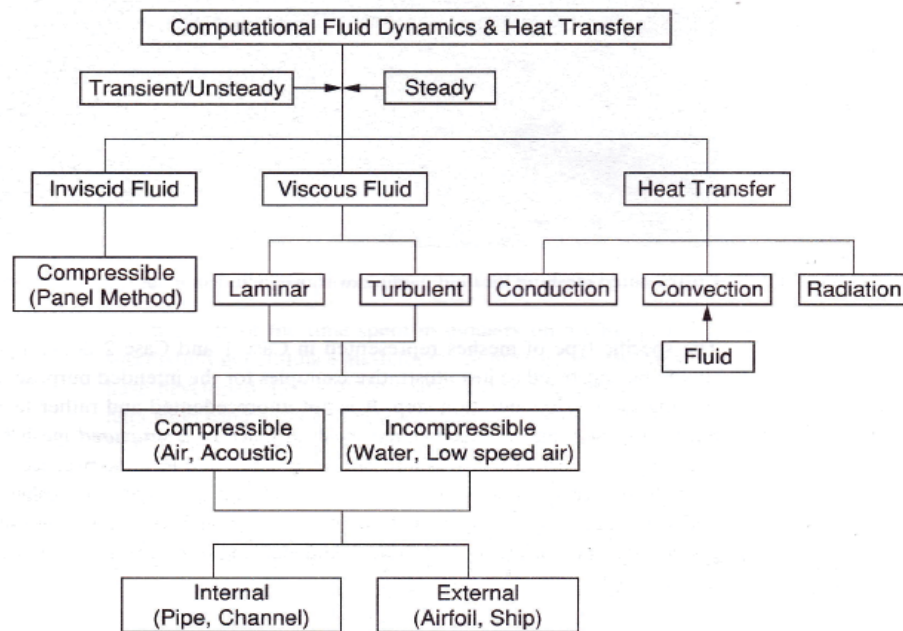 Computational Fluid Dynamics & Heat Transfer
Transient/Unsteady
Steady
Inviscid Fluid
Viscous Fluid
Heat Transfer
Compressible
(Panel Method)
Laminar
Turbulent
Conduction
Convection
Radiation
Fluid
Compressible
(Air, Acoustic)
Incompressible
(Water, Low speed air)
Internal
(Pipe, Channel)
External
(Airfoil, Ship)